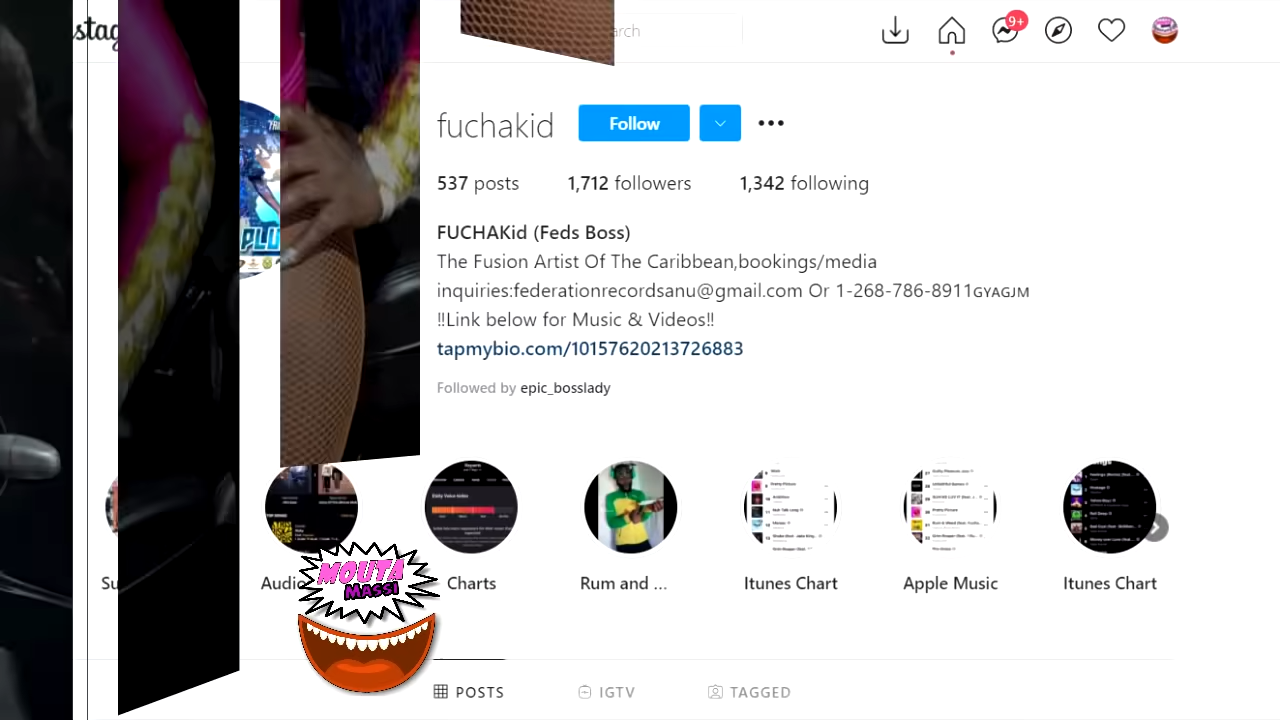 stag
arch
9+
PLU
fuchakid
Follow
537 posts 1,712 followers 1,342 following
FUCHAKid (Feds Boss)
The Fusion Artist Of The Caribbean,bookings/media
inquiries:federationrecordsanu@gmail.com Or 1-268-786-8911GYAGJM
‼Link below for Music & Videos‼
tapmybio.com/10157620213726883
Followed by epic_bosslady
Su
Audio
Charts
Rum and ...
Itunes Chart
Apple Music
Itunes Chart
MOUTA
MASSI
POSTS
IGTV
TAGGED